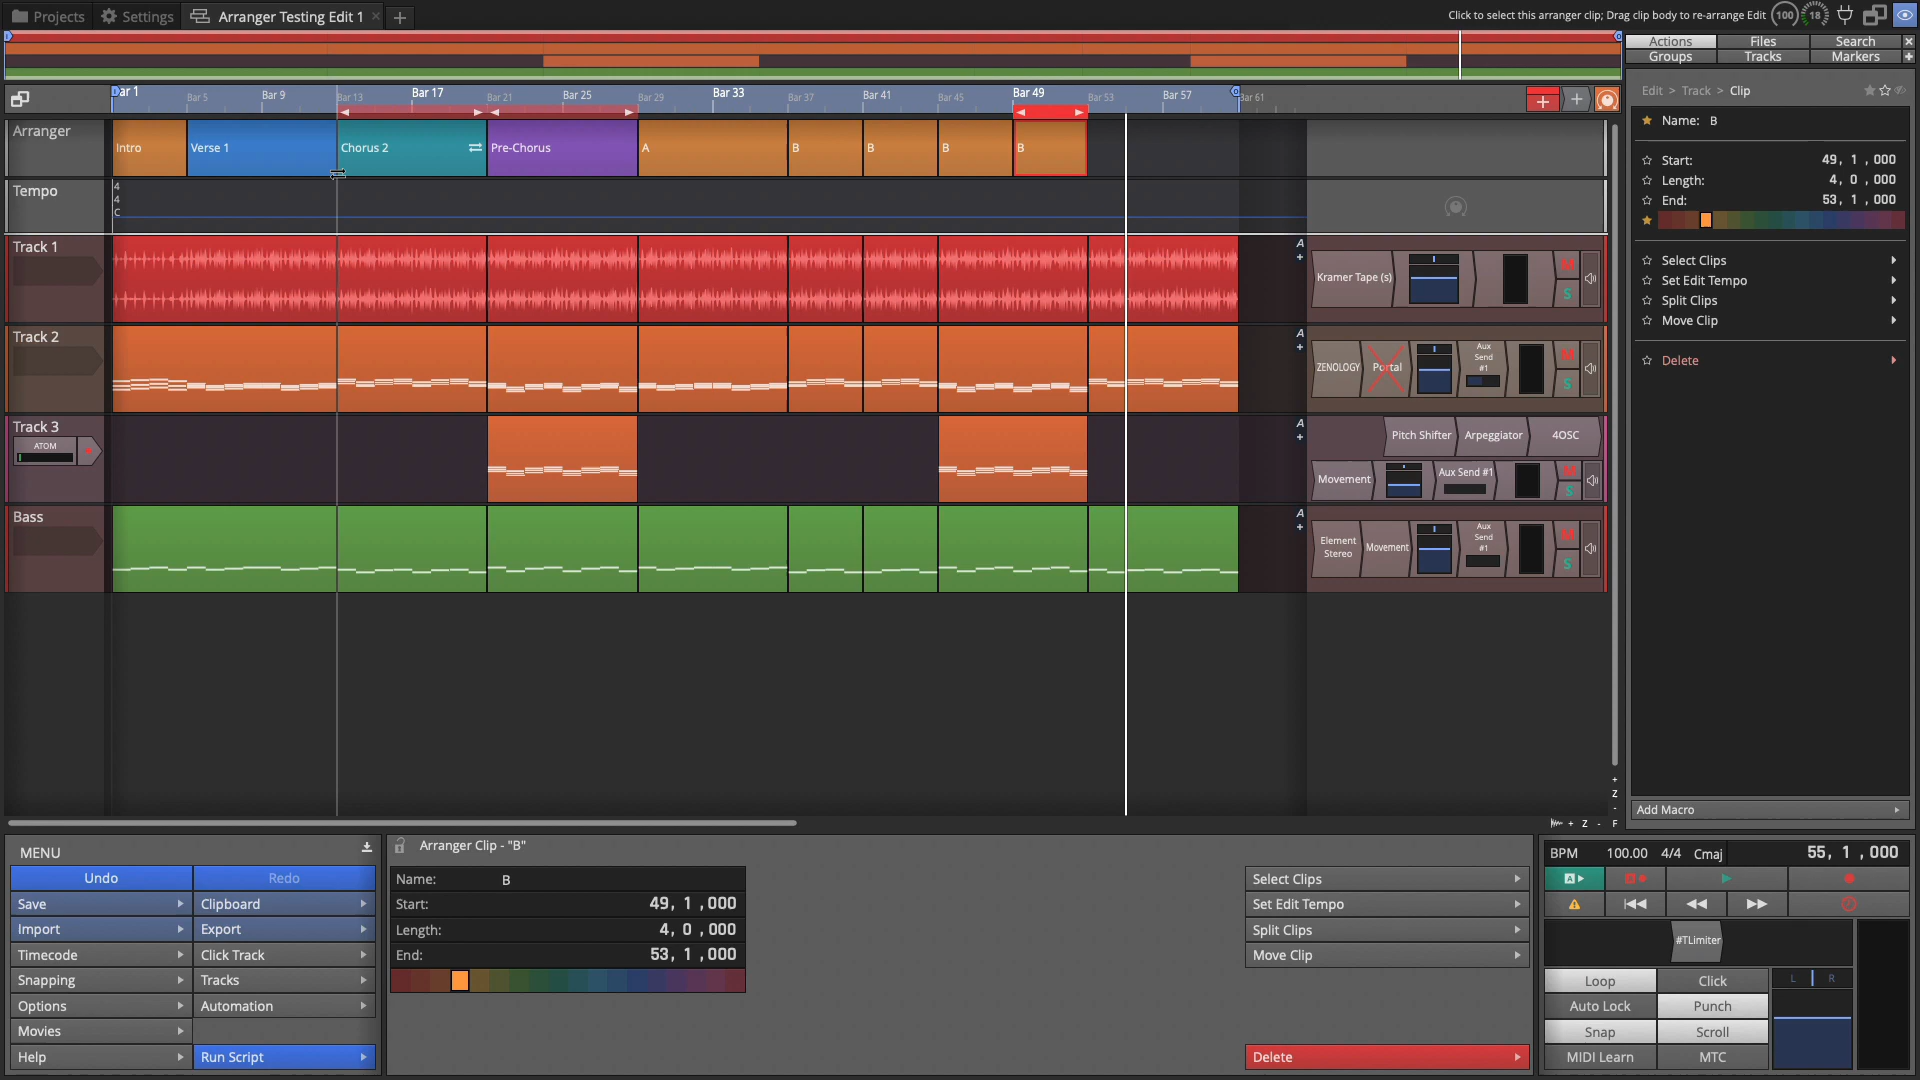 Projects
Settings
Arranger Testing Edit 1
Click to select this arranger clip; Drag clip body to re-arrange Edit
100
18
Actions
Files
Search
Groups
Tracks
Markers
Bar 1
Bar 5
Bar 9
Bar 13
Bar 17
Bar 21
Bar 25
Bar 29
Bar 33
Bar 37
Bar 41
Bar 45
Bar 49
Bar 53
Bar 57
Bar 61
Edit > Track > Clip
Name: B
Start: 49, 1 ,000
Length: 4, 0 ,000
End: 53, 1 ,000
Select Clips
Set Edit Tempo
Split Clips
Move Clip
Delete
Add Macro
Arranger
Intro
Verse 1
Chorus 2
Pre-Chorus
A
B
B
B
B
Tempo
4
4
C
Track 1
A
+
Kramer Tape (s)
M
S
Track 2
A
+
ZENOLOGY
Portal
Aux
Send
#1
M
S
Track 3
ATOM
A
+
Pitch Shifter
Arpeggiator
4OSC
Movement
Aux Send #1
M
S
Bass
A
+
Element
Stereo
Movement
Aux
Send
#1
M
S
+
Z
-
+ Z - F
MENU
Undo
Redo
Save
Clipboard
Import
Export
Timecode
Click Track
Snapping
Tracks
Options
Automation
Movies
Help
Run Script
Arranger Clip - "B"
Name: B
Start: 49, 1 ,000
Length: 4, 0 ,000
End: 53, 1 ,000
Select Clips
Set Edit Tempo
Split Clips
Move Clip
Delete
BPM 100.00 4/4 Cmaj 55, 1 ,000
A
A
#TLimiter
Loop
Click
L R
Auto Lock
Punch
Snap
Scroll
MIDI Learn
MTC